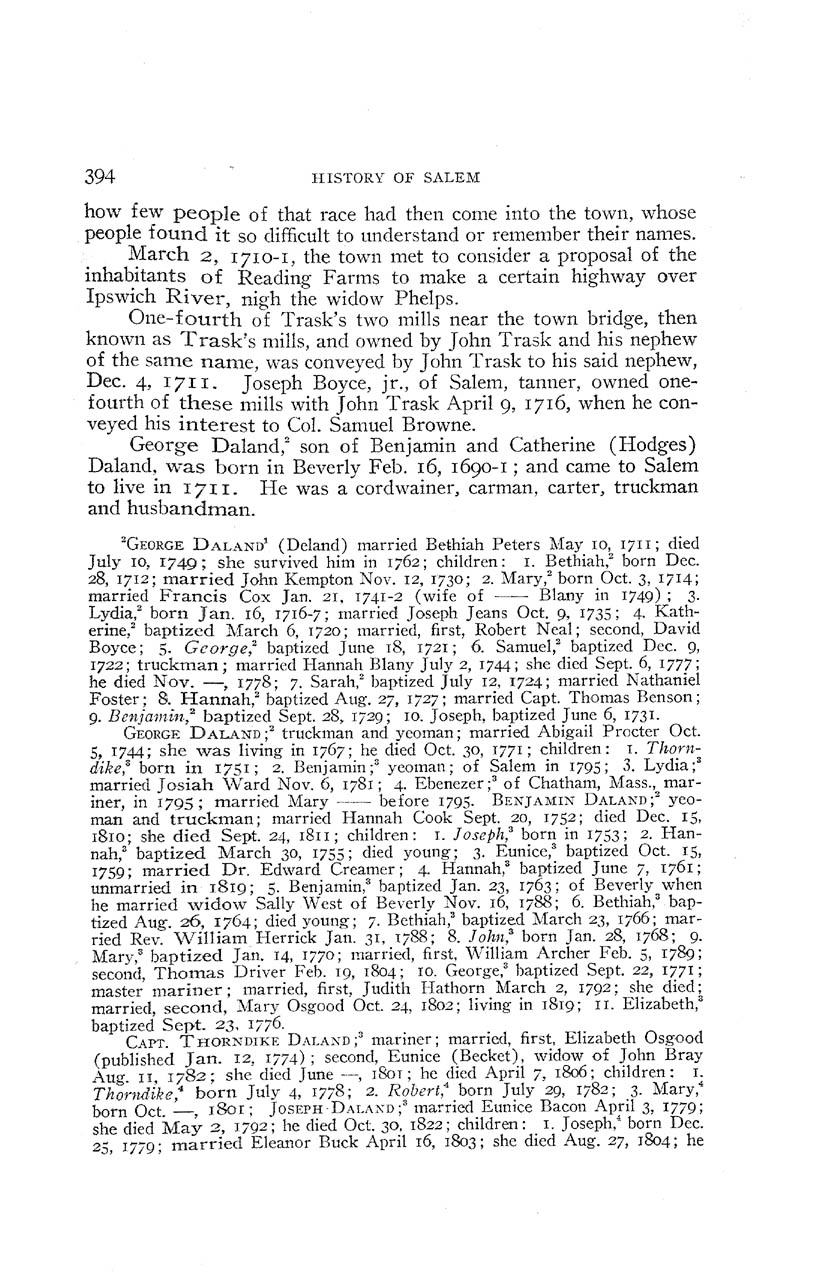 394 HISTORY OF SALEM
how few people of that race had then come into the town, whose
people found it so difficult to understand or remember their names.
March 2, 1710-1, the town met to consider a proposal of the
inhabitants of Reading Farms to make a certain highway over
Ipswich River, nigh the widow Phelps.
One-fourth of Trask's two mills near the town bridge, then
known as Trask's mills, and owned by John Trask and his nephew
of the same name, was conveyed by John Trask to his said nephew,
Dec. 4, 1711. Joseph Boyce, jr., of Salem, tanner, owned one-
fourth of these mills with John Trask April 9, 1716, when he con-
veyed his interest to Col. Samuel Browne.
George Daland,² son of Benjamin and Catherine (Hodges)
Daland, was born in Beverly Feb. 16, 1690-1; and came to Salem
to live in 1711. He was a cordwainer, carman, carter, truckman
and husbandman.
²GEORGE DALAND¹ (Deland) married Bethiah Peters May 10, 1711; died
July 10, 1749; she survived him in 1762; children: 1. Bethiah,² born Dec.
28, 1712; married John Kempton Nov. 12, 1730; 2. Mary,² born Oct. 3, 1714;
married Francis Cox Jan. 21, 1741-2 (wife of —— Blany in 1749); 3.
Lydia,² born Jan. 16, 1716-7; married Joseph Jeans Oct. 9, 1735; 4. Kath-
erine,² baptized March 6, 1720; married, first, Robert Neal; second, David
Boyce; 5. George,² baptized June 18, 1721; 6. Samuel,² baptized Dec. 9,
1722; truckman; married Hannah Blany July 2, 1744; she died Sept. 6, 1777;
he died Nov. —, 1778; 7. Sarah,² baptized July 12, 1724; married Nathaniel
Foster; 8. Hannah,² baptized Aug. 27, 1727; married Capt. Thomas Benson;
9. Benjamin,² baptized Sept. 28, 1729; 10. Joseph, baptized June 6, 1731.
GEORGE DALAND;² truckman and yeoman; married Abigail Procter Oct.
5, 1744; she was living in 1767; he died Oct. 30, 1771; children: 1. Thorn-
dike,³ born in 1751; 2. Benjamin;³ yeoman; of Salem in 1795; 3. Lydia;³
married Josiah Ward Nov. 6, 1781; 4. Ebenezer;³ of Chatham, Mass., mar-
iner, in 1795; married Mary —— before 1795. BENJAMIN DALAND;² yeo-
man and truckman; married Hannah Cook Sept. 20, 1752; died Dec. 15,
1810; she died Sept. 24, 1811; children: 1. Joseph,³ born in 1753; 2. Han-
nah,³ baptized March 30, 1755; died young; 3. Eunice,³ baptized Oct. 15,
1759; married Dr. Edward Creamer; 4. Hannah,³ baptized June 7, 1761;
unmarried in 1819; 5. Benjamin,³ baptized Jan. 23, 1763; of Beverly when
he married widow Sally West of Beverly Nov. 16, 1788; 6. Bethiah,³ bap-
tized Aug. 26, 1764; died young; 7. Bethiah,³ baptized March 23, 1766; mar-
ried Rev. William Herrick Jan. 31, 1788; 8. John,³ born Jan. 28, 1768; 9.
Mary,³ baptized Jan. 14, 1770; married, first, William Archer Feb. 5, 1789;
second, Thomas Driver Feb. 19, 1804; 10. George,³ baptized Sept. 22, 1771;
master mariner; married, first, Judith Hathorn March 2, 1792; she died;
married, second, Mary Osgood Oct. 24, 1802; living in 1819; 11. Elizabeth,³
baptized Sept. 23, 1776.
CAPT. THORNDIKE DALAND;³ mariner; married, first, Elizabeth Osgood
(published Jan. 12, 1774); second, Eunice (Becket), widow of John Bray
Aug. 11, 1782; she died June —, 1801; he died April 7, 1806; children: 1.
Thorndike,⁴ born July 4, 1778; 2. Robert,⁴ born July 29, 1782; 3. Mary,⁴
born Oct. —, 1801; JOSEPH DALAND;³ married Eunice Bacon April 3, 1779;
she died May 2, 1792; he died Oct. 30, 1822; children: 1. Joseph,⁴ born Dec.
25, 1779; married Eleanor Buck April 16, 1803; she died Aug. 27, 1804; he